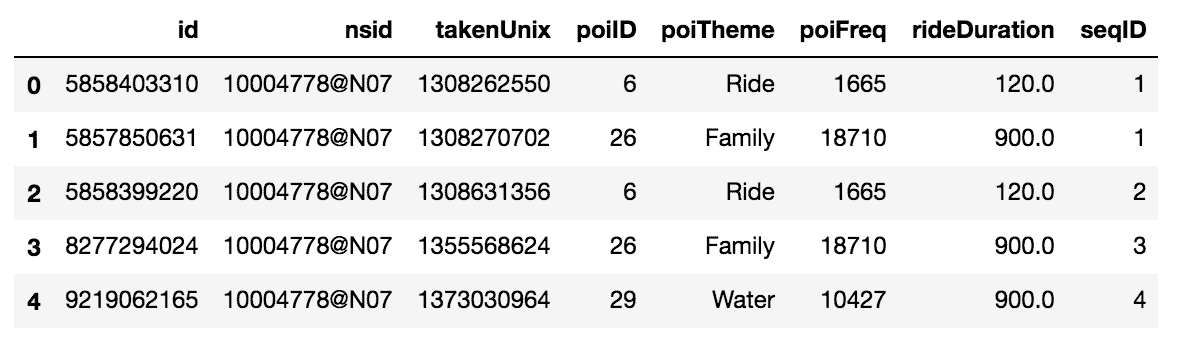 id nsid takenUnix poiID poiTheme poiFreq rideDuration seqID
0 5858403310 10004778@N07 1308262550 6 Ride 1665 120.0 1
1 5857850631 10004778@N07 1308270702 26 Family 18710 900.0 1
2 5858399220 10004778@N07 1308631356 6 Ride 1665 120.0 2
3 8277294024 10004778@N07 1355568624 26 Family 18710 900.0 3
4 9219062165 10004778@N07 1373030964 29 Water 10427 900.0 4